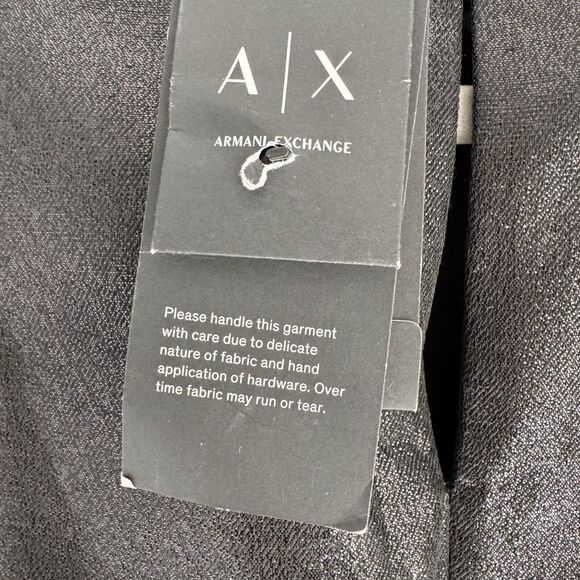 A|X
ARMANI EXCHANGE
Please handle this garment
with care due to delicate
nature of fabric and hand
application of hardware. Over
time fabric may run or tear.